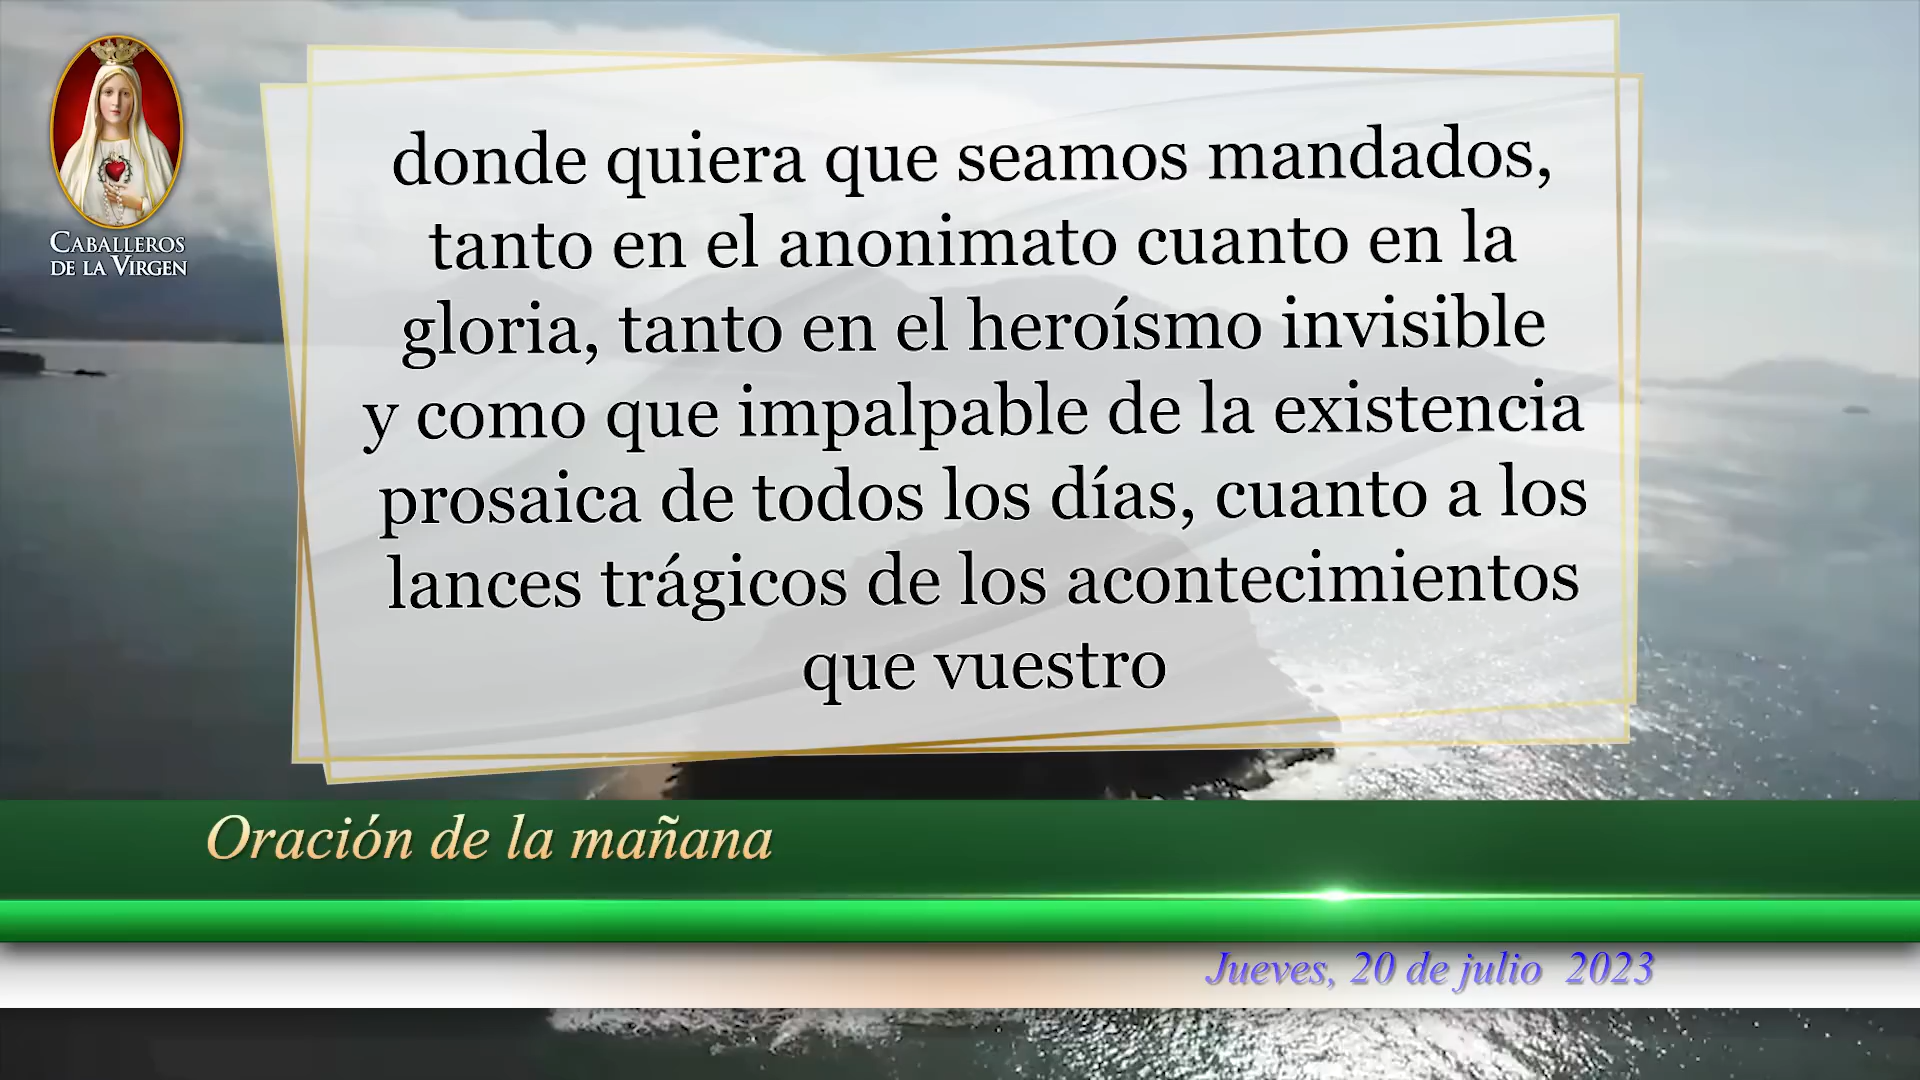 CABALLEROS
DE LA VIRGEN
donde quiera que seamos mandados,
tanto en el anonimato cuanto en la
gloria, tanto en el heroísmo invisible
y como que impalpable de la existencia
prosaica de todos los días, cuanto a los
lances trágicos de los acontecimientos
que vuestro
Oración de la mañana
Jueves, 20 de julio 2023